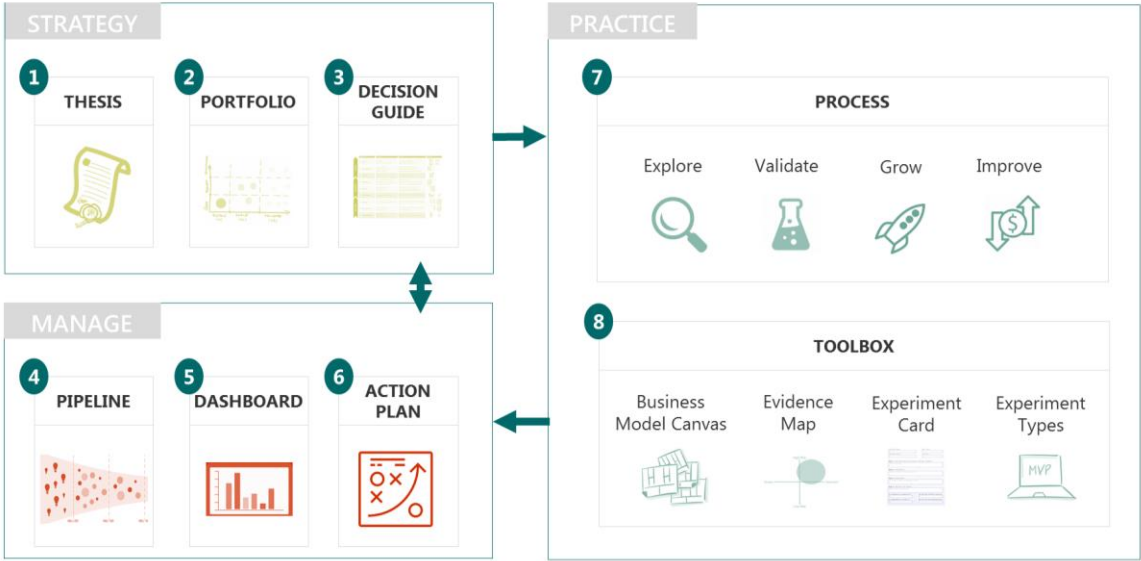 STRATEGY
1
THESIS
2
PORTFOLIO
3
DECISION
GUIDE
MANAGE
4
PIPELINE
5
DASHBOARD
6
ACTION
PLAN
PRACTICE
7
PROCESS
Explore
Validate
Grow
Improve
$
8
TOOLBOX
Business
Model Canvas
Evidence
Map
Experiment
Card
Experiment
Types
MVP